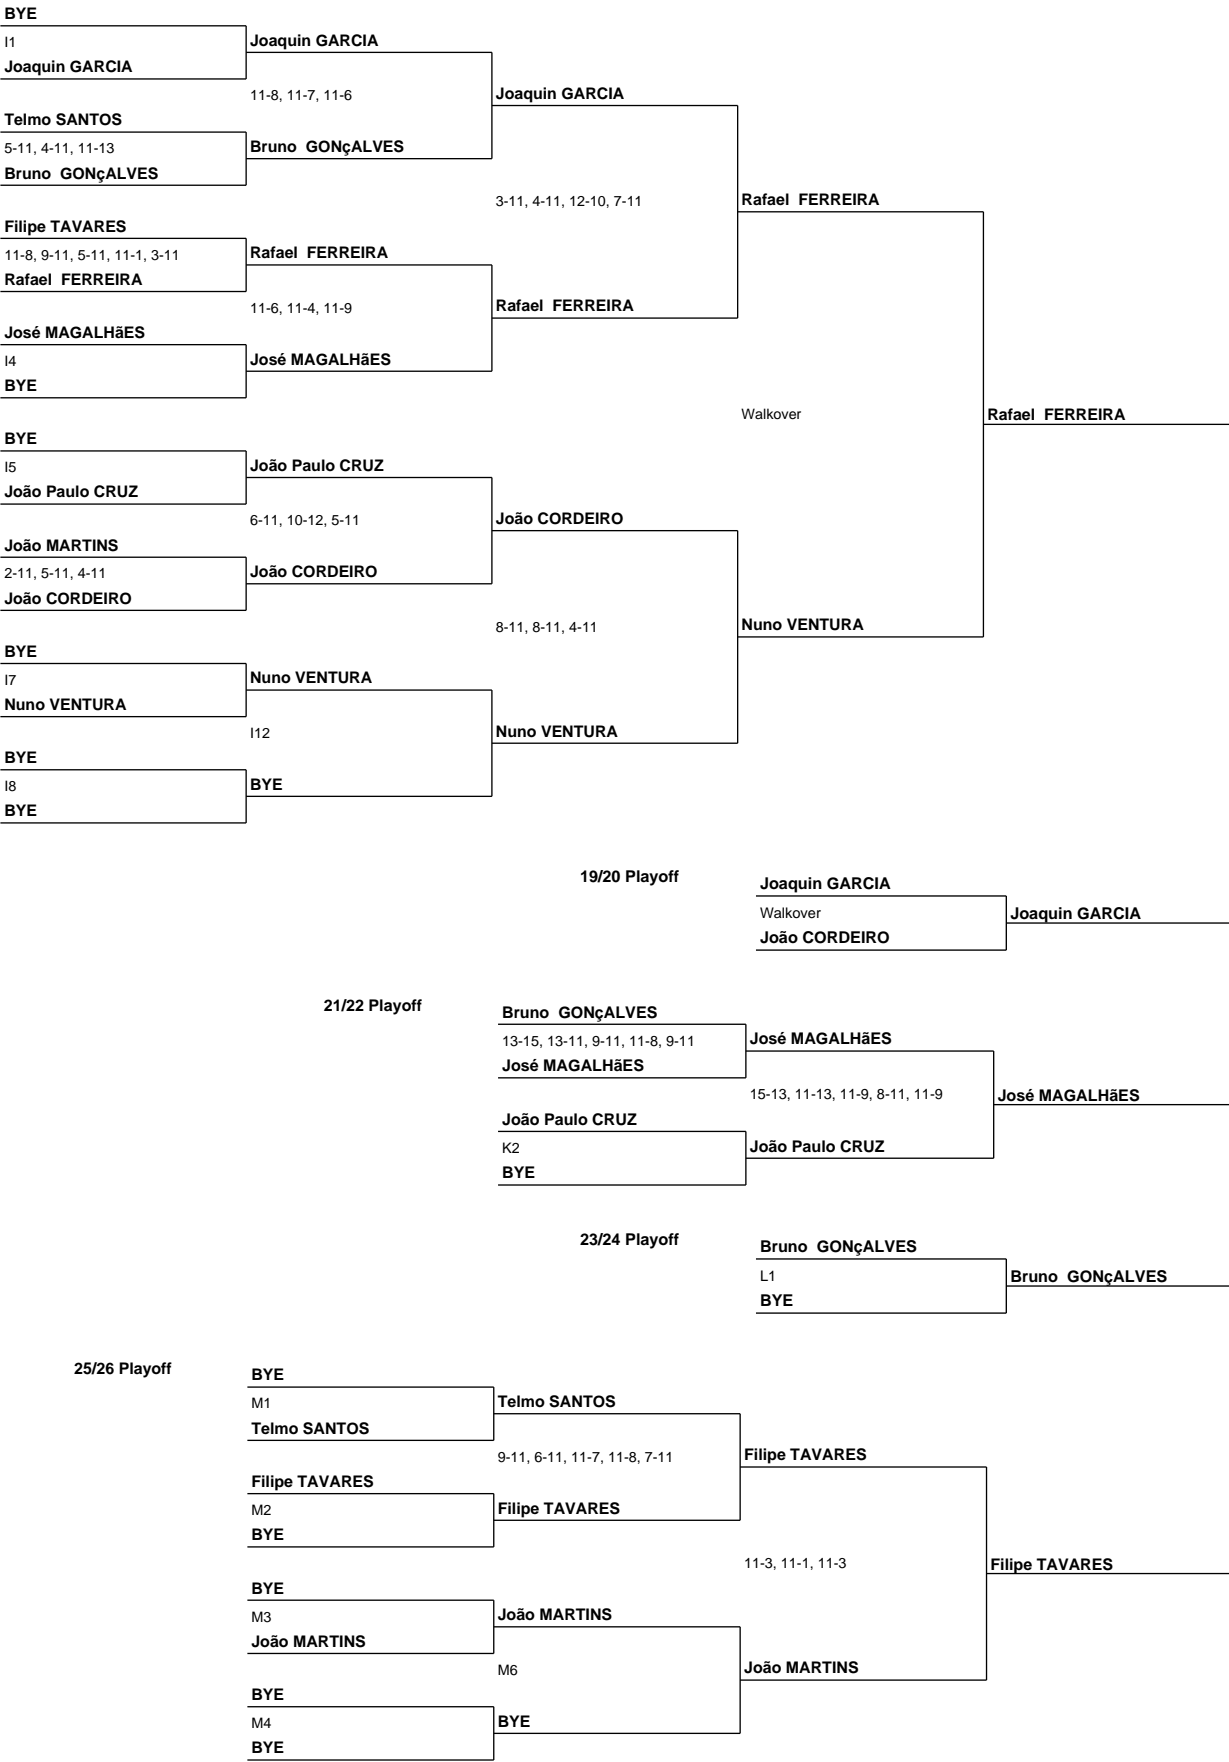 BYE
I1
Joaquin GARCIA
Joaquin GARCIA
11-8, 11-7, 11-6
Joaquin GARCIA
Telmo SANTOS
5-11, 4-11, 11-13
Bruno  GONçALVES
Bruno  GONçALVES
3-11, 4-11, 12-10, 7-11
Rafael  FERREIRA
Filipe TAVARES
11-8, 9-11, 5-11, 11-1, 3-11
Rafael  FERREIRA
Rafael  FERREIRA
11-6, 11-4, 11-9
Rafael  FERREIRA
José MAGALHãES
I4
BYE
José MAGALHãES
Walkover
Rafael  FERREIRA
BYE
I5
João Paulo CRUZ
João Paulo CRUZ
6-11, 10-12, 5-11
João CORDEIRO
João MARTINS
2-11, 5-11, 4-11
João CORDEIRO
João CORDEIRO
8-11, 8-11, 4-11
Nuno VENTURA
BYE
I7
Nuno VENTURA
Nuno VENTURA
I12
Nuno VENTURA
BYE
I8
BYE
BYE
19/20 Playoff
Joaquin GARCIA
Walkover
João CORDEIRO
Joaquin GARCIA
21/22 Playoff
Bruno  GONçALVES
13-15, 13-11, 9-11, 11-8, 9-11
José MAGALHãES
José MAGALHãES
15-13, 11-13, 11-9, 8-11, 11-9
José MAGALHãES
João Paulo CRUZ
K2
BYE
João Paulo CRUZ
23/24 Playoff
Bruno  GONçALVES
L1
BYE
Bruno  GONçALVES
25/26 Playoff
BYE
M1
Telmo SANTOS
Telmo SANTOS
9-11, 6-11, 11-7, 11-8, 7-11
Filipe TAVARES
Filipe TAVARES
M2
BYE
Filipe TAVARES
11-3, 11-1, 11-3
Filipe TAVARES
BYE
M3
João MARTINS
João MARTINS
M6
João MARTINS
BYE
M4
BYE
BYE